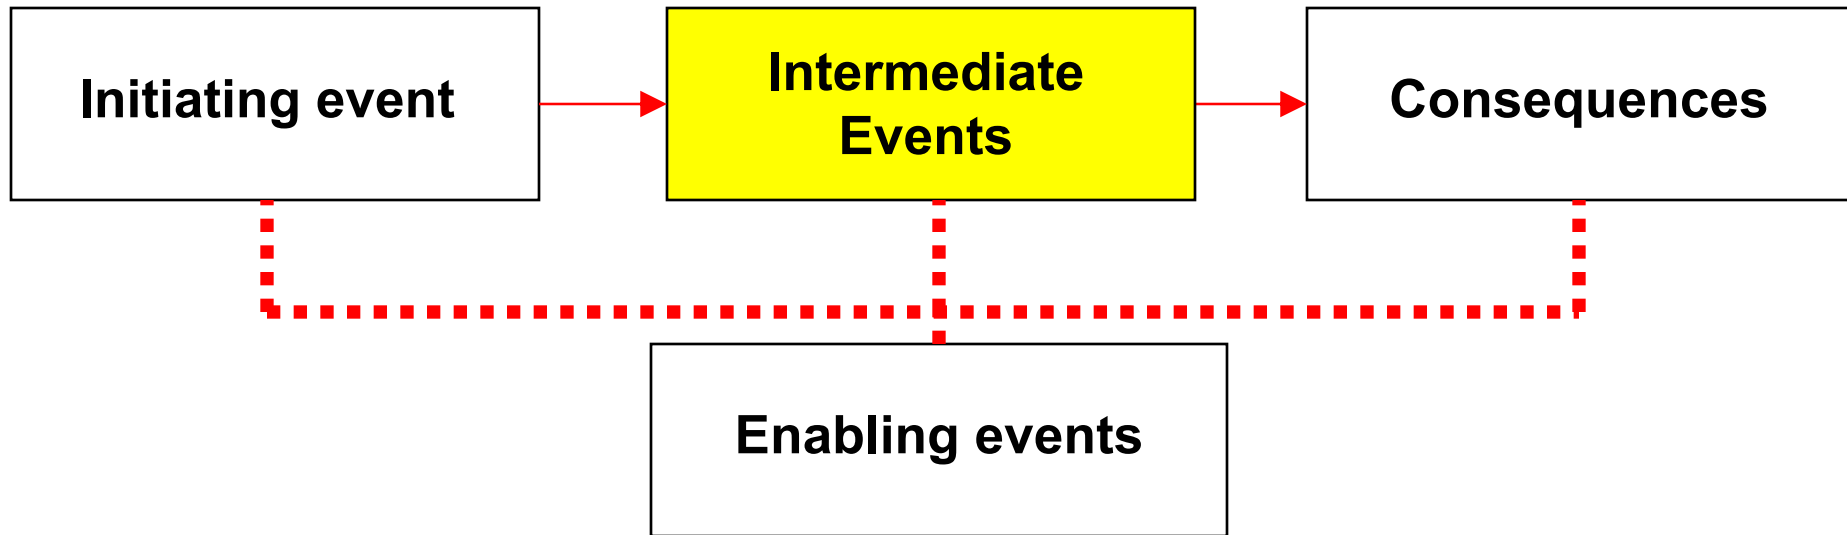 Initiating event
Intermediate
Events
Consequences
Enabling events